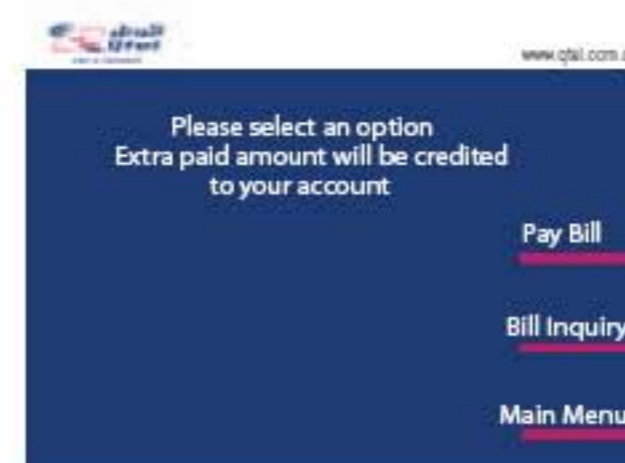 www.qtel.com.
Please select an option
Extra paid amount will be credited
to your account
Pay Bill
Bill Inquiry
Main Menu